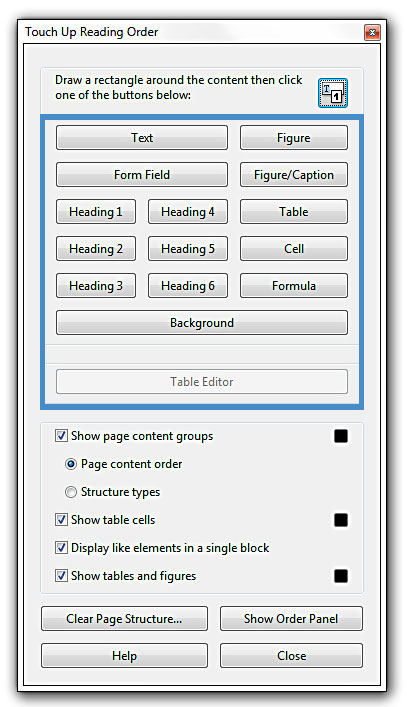 Touch Up Reading Order
Draw a rectangle around the content then click
one of the buttons below:
Text
Figure
Form Field
Figure/Caption
Heading 1
Heading 4
Table
Heading 2
Heading 5
Cell
Heading 3
Heading 6
Formula
Background
Table Editor
Show page content groups
Page content order
Structure types
Show table cells
Display like elements in a single block
Show tables and figures
Clear Page Structure...
Show Order Panel
Help
Close